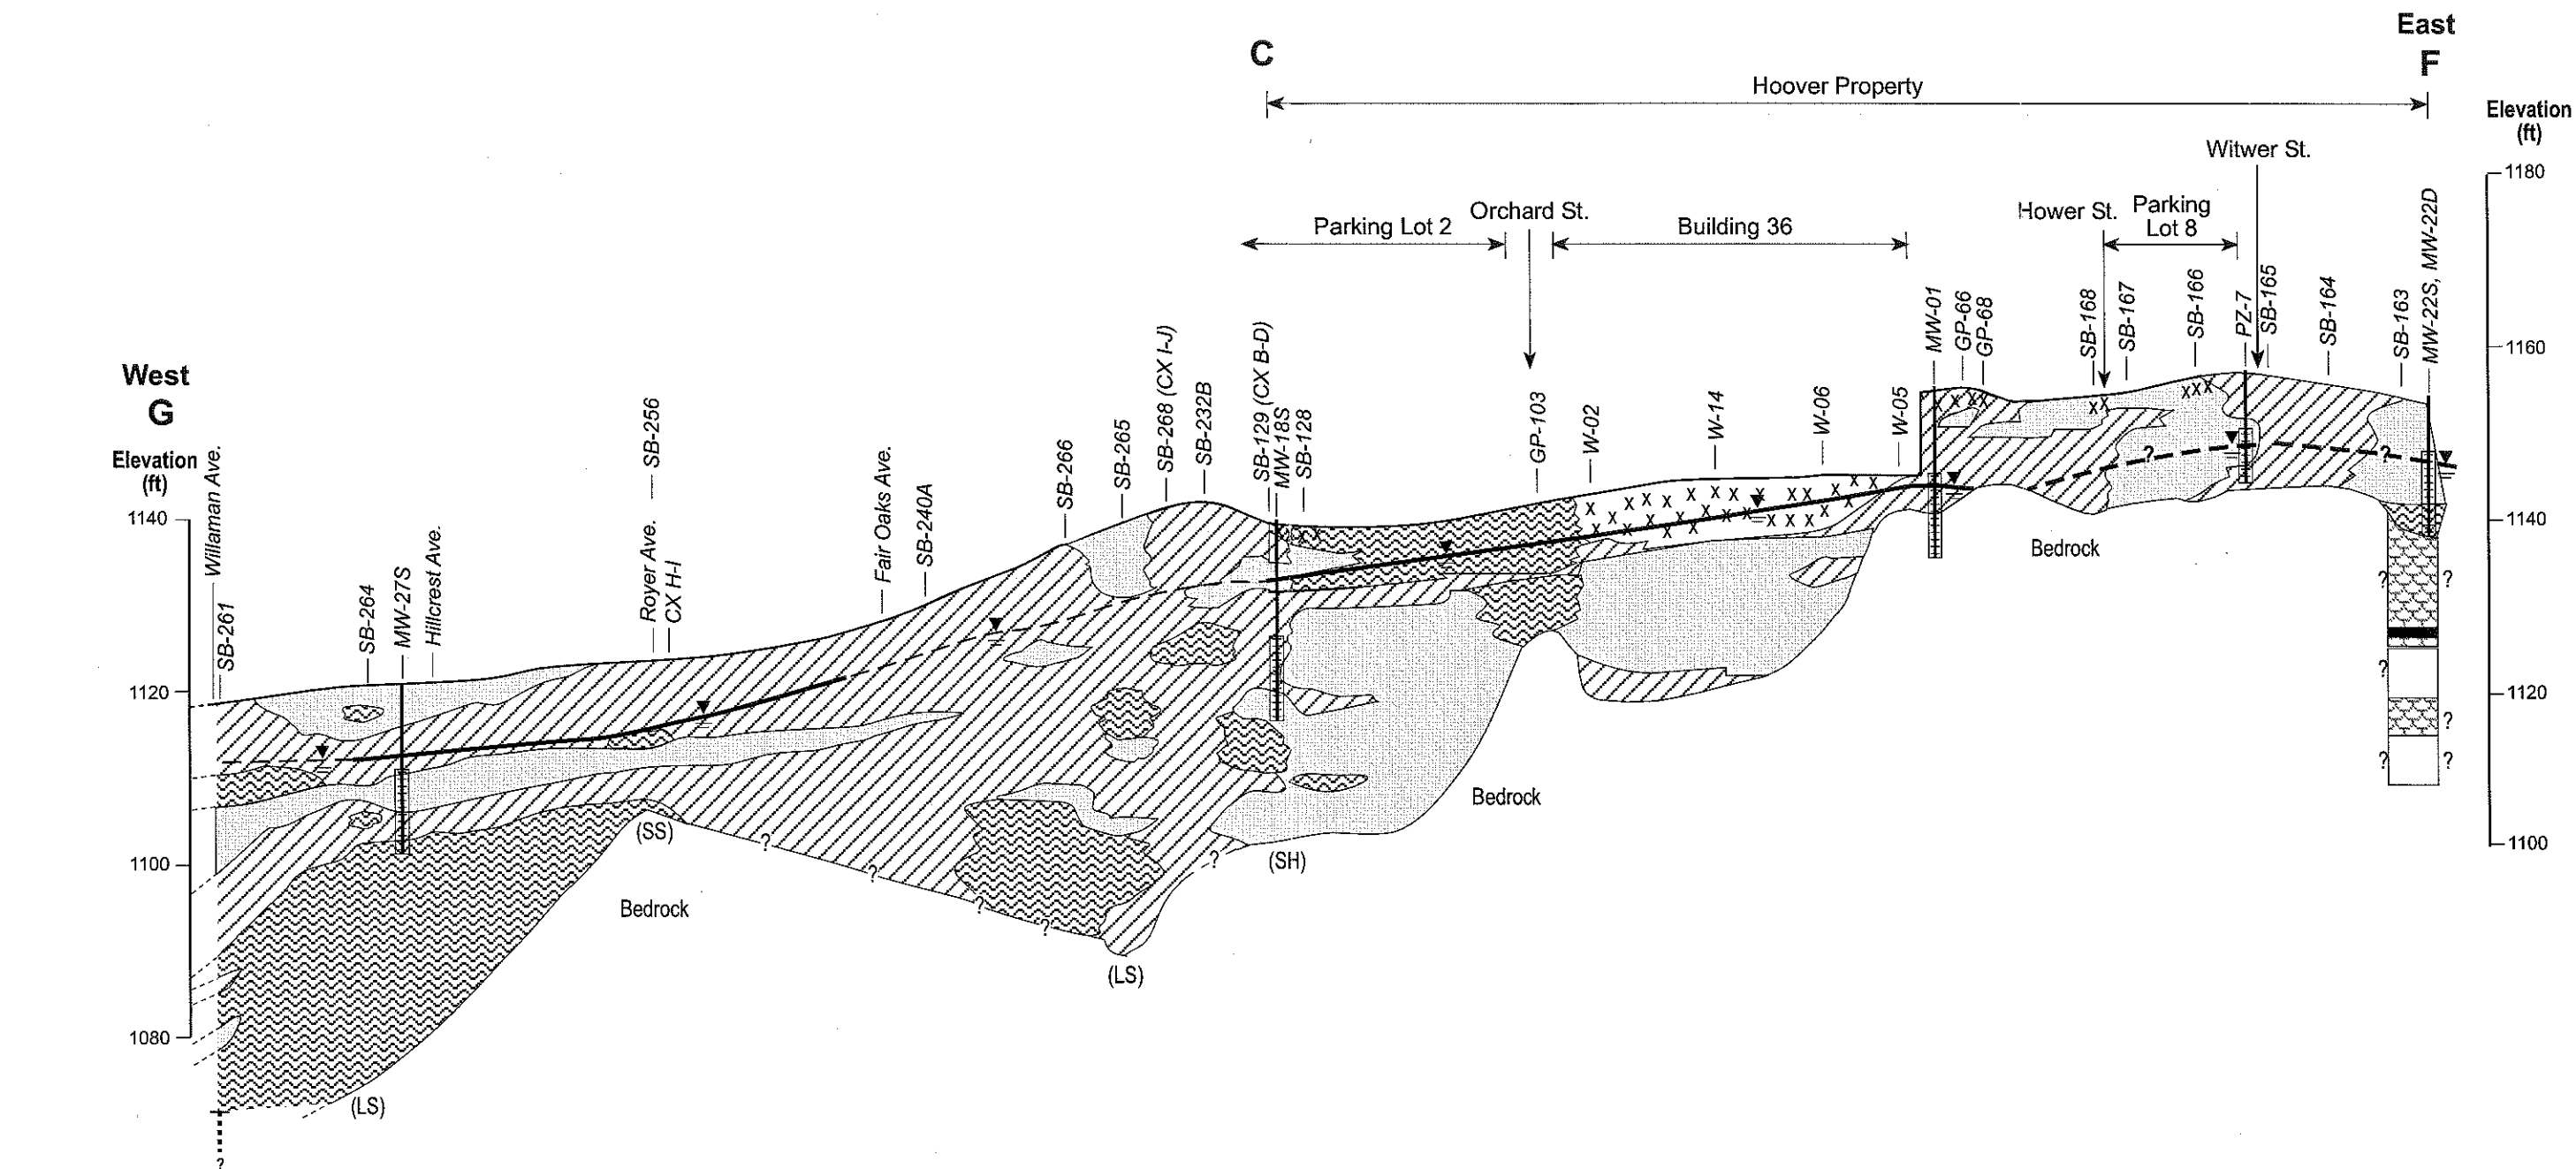 East
C
F
Hoover Property
Elevation
(ft)
Witwer St.
1180
Parking Lot 2
Orchard St.
Building 36
Hower St.
Parking
Lot 8
MW-22S, MW-22D
SB-163
SB-164
SB-165
PZ-7
SB-166
SB-167
SB-168
GP-68
GP-66
MW-01
1160
W-05
W-06
W-14
W-02
GP-103
SB-128
MW-18S
SB-129 (CX B-D)
SB-232B
SB-268 (CX I-J)
SB-265
SB-266
West
G
Elevation
(ft)
Willaman Ave.
SB-261
SB-264
MW-27S
Hillcrest Ave.
SB-256
Royer Ave.
CX H-I
Fair Oaks Ave.
SB-240A
1140
1140
x x x x x x x x x x x x
? ?
Bedrock
? ?
1120
1120
?
?
? ?
Bedrock
1100
1100
(SS)
?
?
?
?
?
(SH)
Bedrock
(LS)
1080
(LS)
?